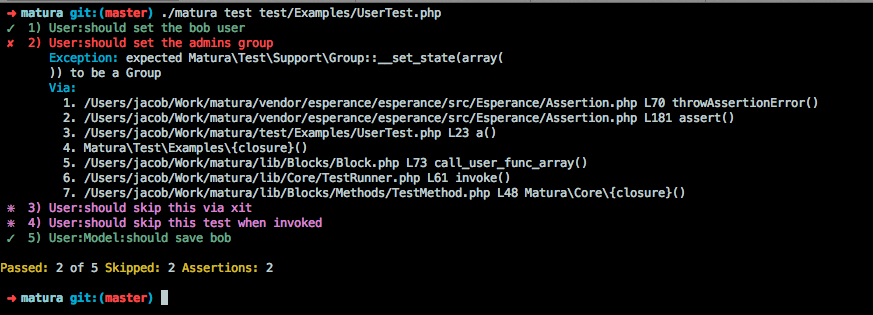 ➜ matura git:(master) ./matura test test/Examples/UserTest.php
✓ 1) User:should set the bob user
✘ 2) User:should set the admins group
Exception: expected Matura\Test\Support\Group::__set_state(array(
)) to be a Group
Via:
1. /Users/jacob/Work/matura/vendor/esperance/esperance/src/Esperance/Assertion.php L70 throwAssertionError()
2. /Users/jacob/Work/matura/vendor/esperance/esperance/src/Esperance/Assertion.php L181 assert()
3. /Users/jacob/Work/matura/test/Examples/UserTest.php L23 a()
4. Matura\Test\Examples\{closure}()
5. /Users/jacob/Work/matura/lib/Blocks/Block.php L73 call_user_func_array()
6. /Users/jacob/Work/matura/lib/Core/TestRunner.php L61 invoke()
7. /Users/jacob/Work/matura/lib/Blocks/Methods/TestMethod.php L48 Matura\Core\{closure}()
⁕ 3) User:should skip this via xit
⁕ 4) User:should skip this test when invoked
✓ 5) User:Model:should save bob
Passed: 2 of 5 Skipped: 2 Assertions: 2
➜ matura git:(master)